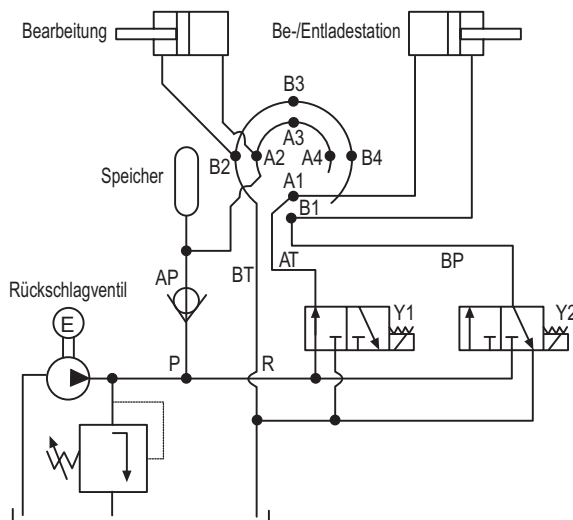 Bearbeitung
Be-/Entladestation
B3
A3
B2
A2
A4
B4
Speicher
A1
B1
AP
BT
AT
BP
Rückschlagventil
Y1
Y2
E
P
R